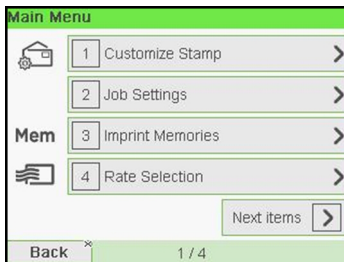 Main Menu
1 Customize Stamp
2 Job Settings
Mem 3 Imprint Memories
4 Rate Selection
Next items
Back 1 / 4